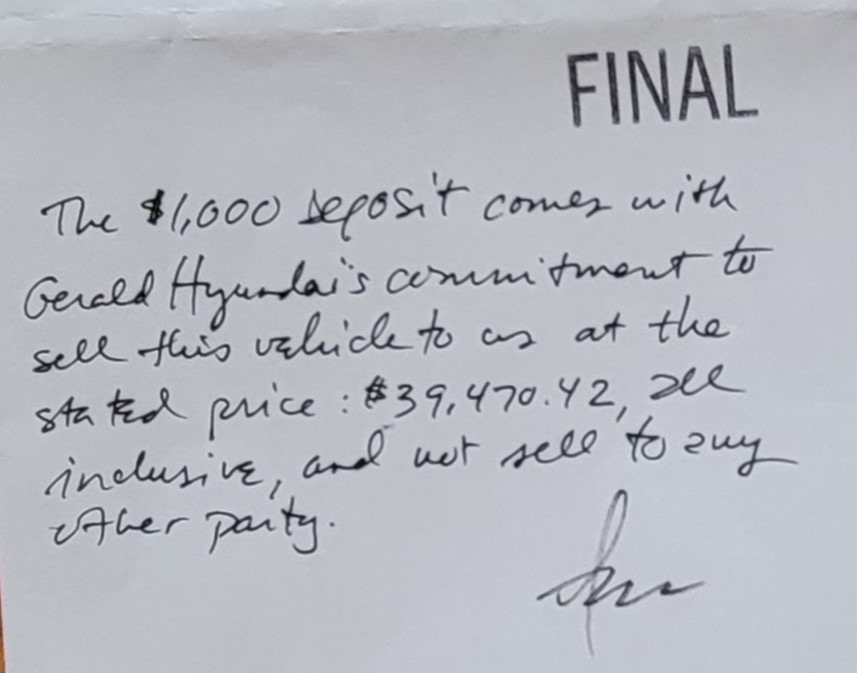 FINAL
The $1,000 deposit comes with
Gerald Hyundai's commitment to
sell this vehicle to us at the
stated price: $39,470.42, all
inclusive, and not sell to any
other party.